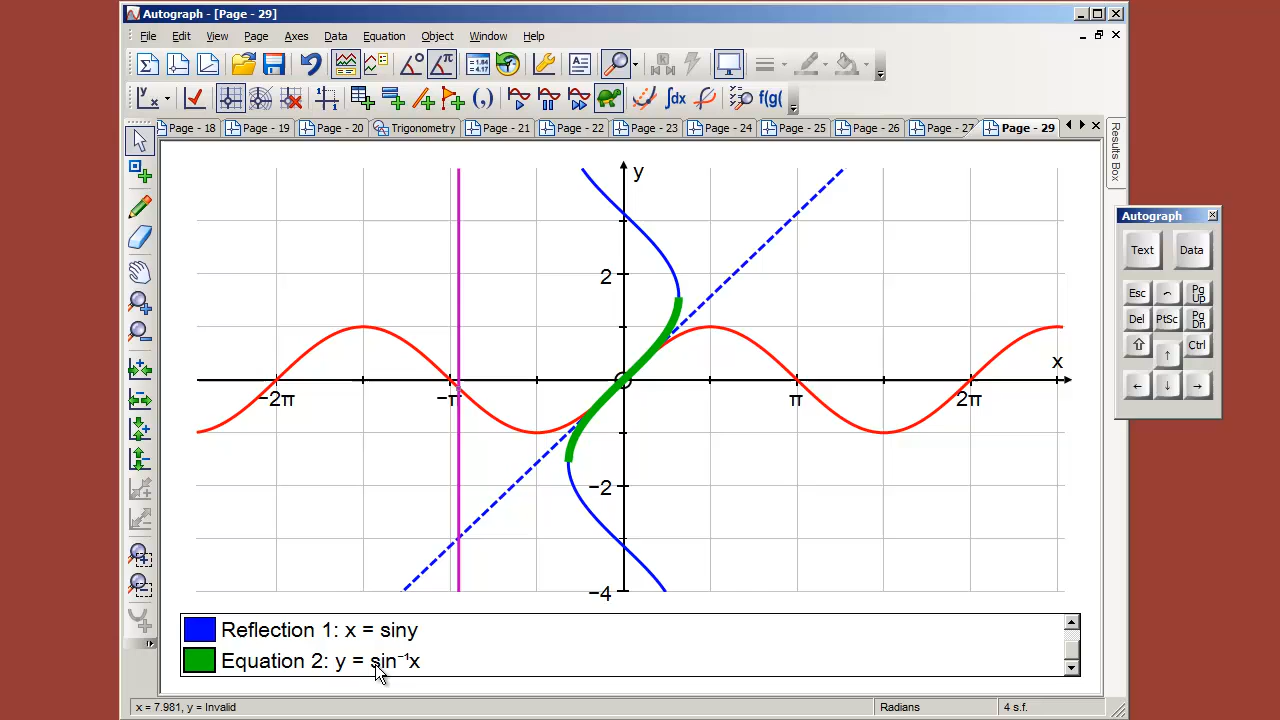 Autograph - [Page - 29]
File Edit View Page Axes Data Equation Object Window Help
Page - 18 Page - 19 Page - 20 Trigonometry Page - 21 Page - 22 Page - 23 Page - 24 Page - 25 Page - 26 Page - 27 Page - 29
Results Box
Autograph
Text Data
Esc Pg Up
Del PtSc Pg Dn
Ctrl
y
2
x
−2π −π π 2π
−2
−4
Reflection 1: x = siny
Equation 2: y = sin⁻¹x
x = 7.981, y = Invalid Radians 4 s.f.